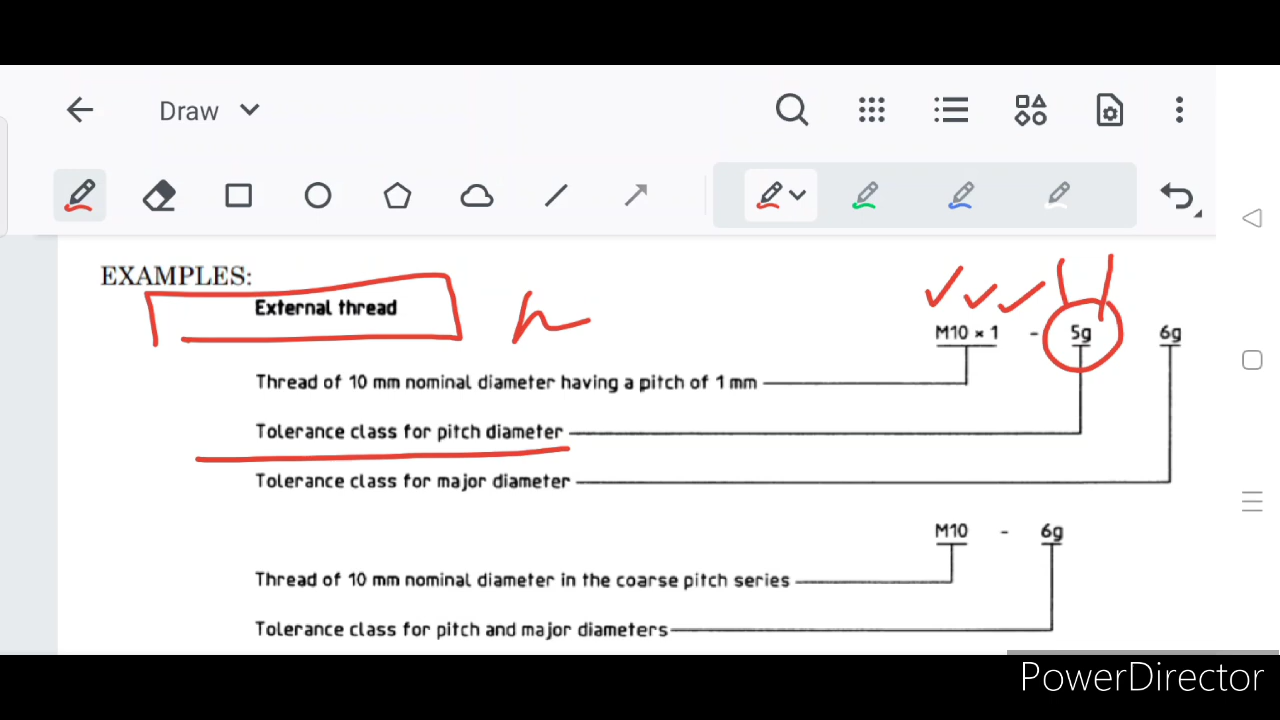 Draw
EXAMPLES:
External thread
M10 × 1 - 5g 6g
Thread of 10 mm nominal diameter having a pitch of 1 mm
Tolerance class for pitch diameter
Tolerance class for major diameter
M10 - 6g
Thread of 10 mm nominal diameter in the coarse pitch series
Tolerance class for pitch and major diameters
PowerDirector